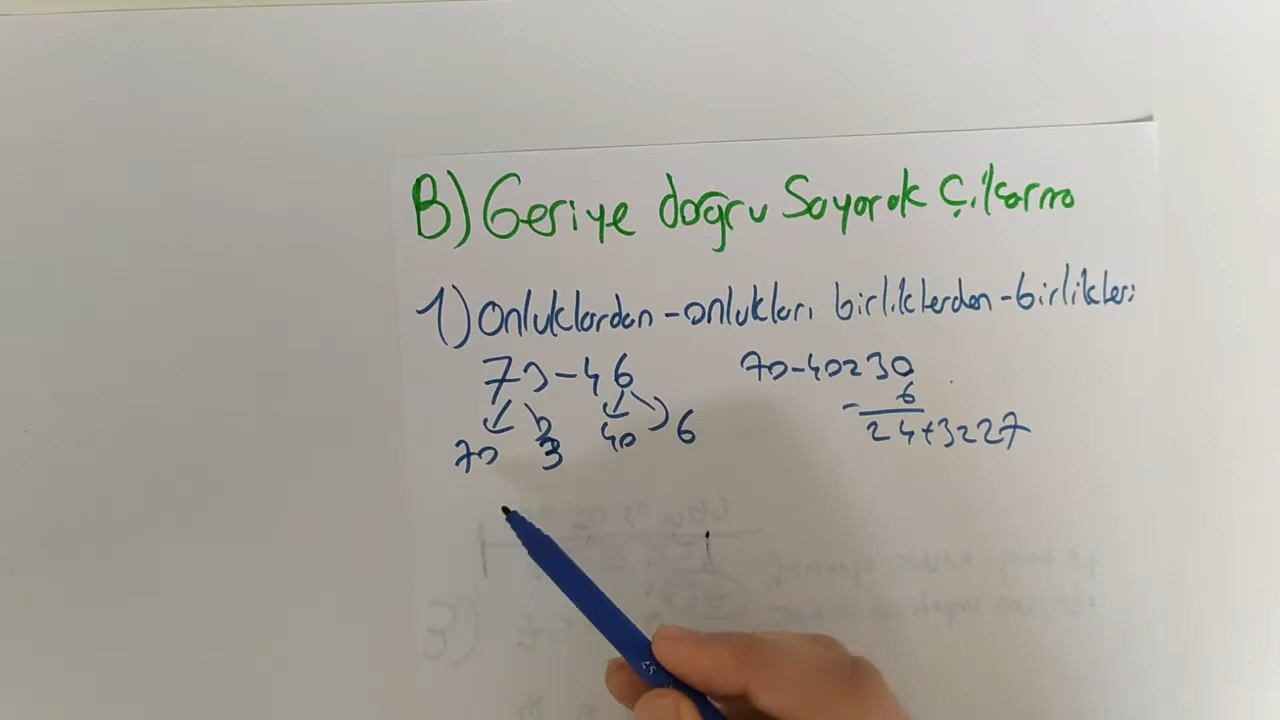 B) Geriye doğru Sayarak Çıkarma
1) Onluklardan-onlukları birliklerden-birlikleri
73-46 70-40=30
- 6
70 3 40 6 24+3=27